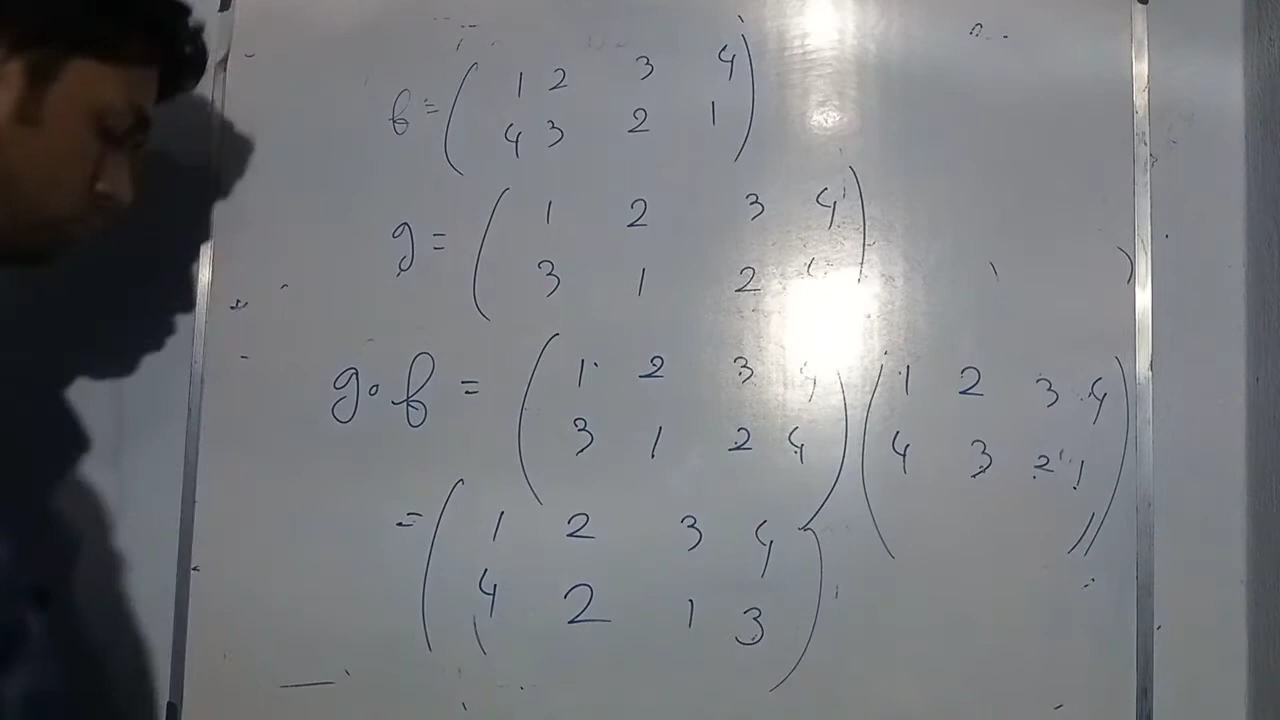 f = ( 1 2 3 4
4 3 2 1 )
g = ( 1 2 3 4
3 1 2 )
g∘f = ( 1 2 3 4 ) ( 1 2 3 4
3 1 2 4 ) ( 4 3 2 1 )
= ( 1 2 3 4
4 2 1 3 )